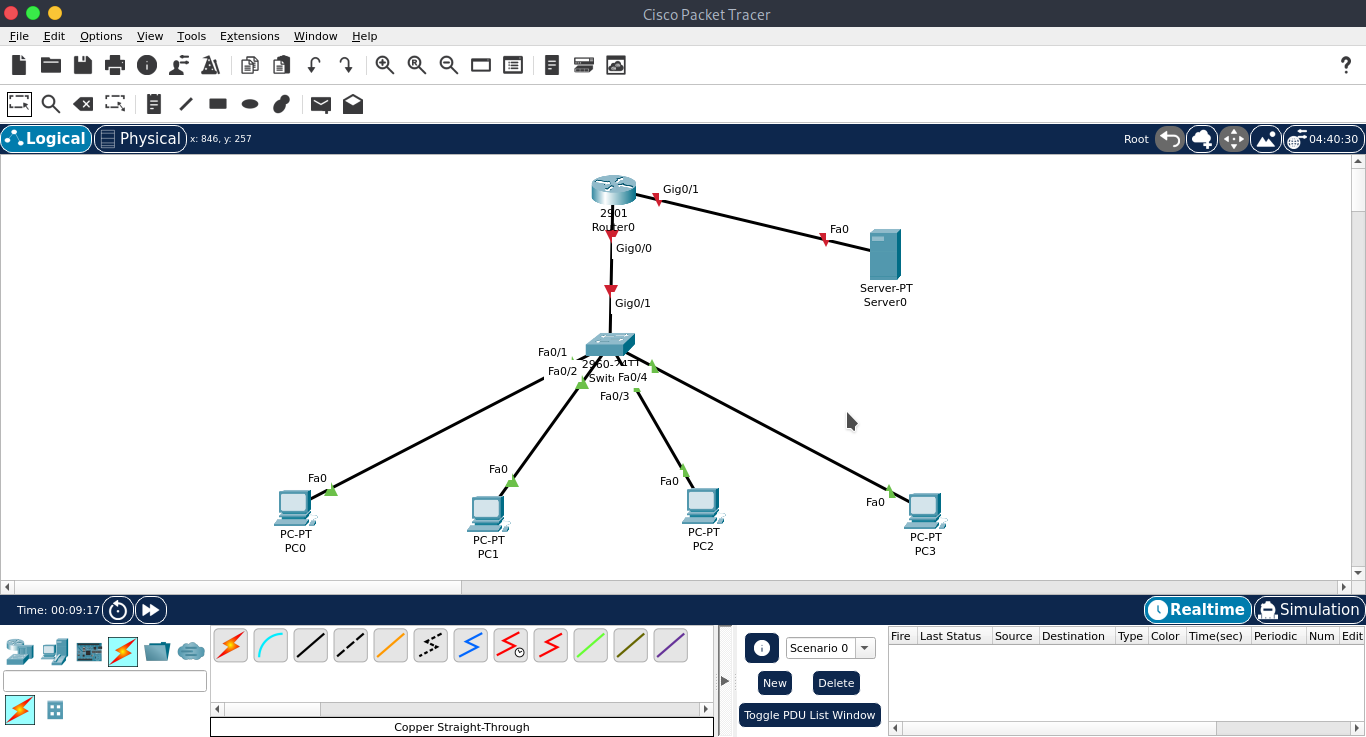 Cisco Packet Tracer
File Edit Options View Tools Extensions Window Help
?
Logical Physical x: 846, y: 257 Root 04:40:30
Gig0/1
2901
Router0
Fa0
Gig0/0
Server-PT
Server0
Gig0/1
Fa0/1
2960-24TT
Fa0/2
Swit
Fa0/4
Fa0/3
Fa0
PC-PT
PC0
Fa0
PC-PT
PC1
Fa0
PC-PT
PC2
Fa0
PC-PT
PC3
Time: 00:09:17 Realtime Simulation
Scenario 0
New Delete
Toggle PDU List Window
Fire Last Status Source Destination Type Color Time(sec) Periodic Num Edit
Copper Straight-Through